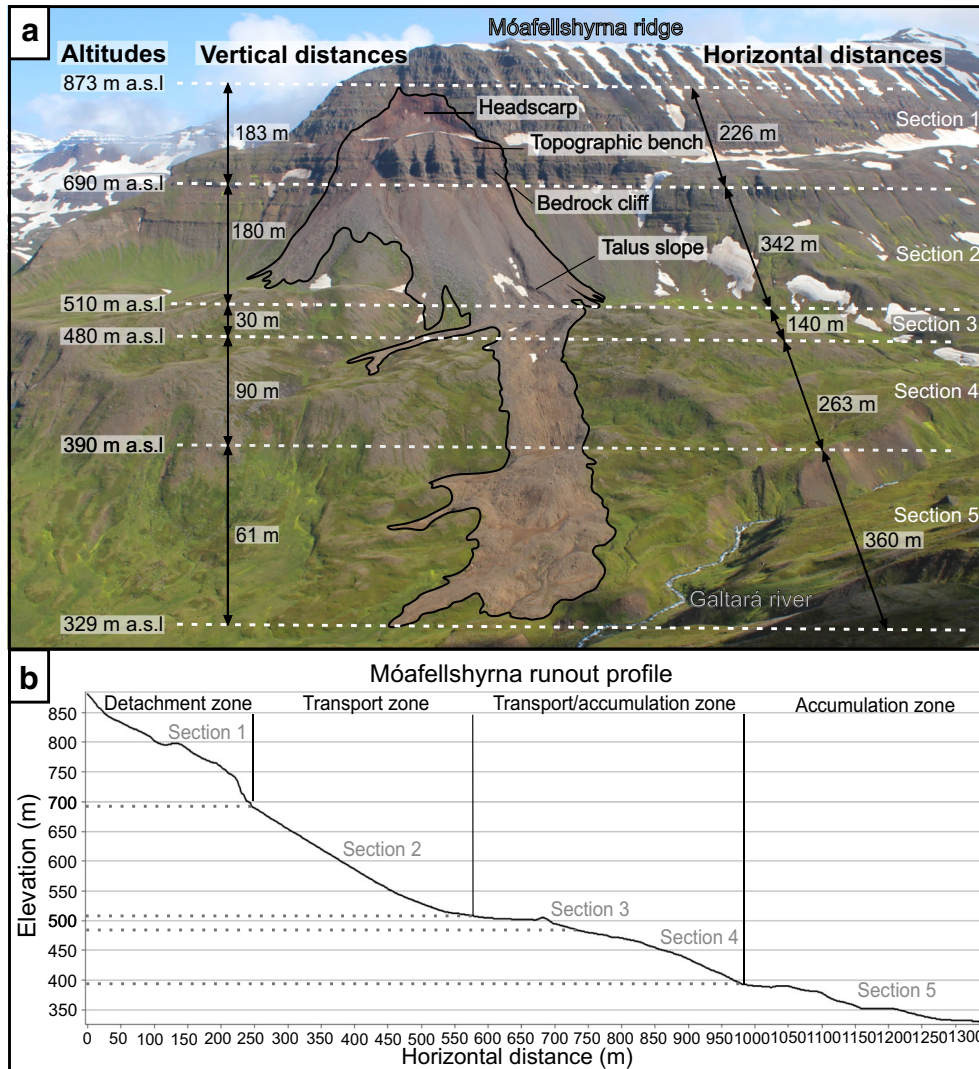 a
Móafellshyrna ridge
Altitudes
Vertical distances
Horizontal distances
873 m a.s.l
Headscarp
Section 1
183 m
226 m
Topographic bench
690 m a.s.l
Bedrock cliff
180 m
342 m
Talus slope
Section 2
510 m a.s.l
30 m
140 m
Section 3
480 m a.s.l
90 m
263 m
Section 4
390 m a.s.l
61 m
360 m
Section 5
Galtará river
329 m a.s.l
b
Móafellshyrna runout profile
Detachment zone
Transport zone
Transport/accumulation zone
Accumulation zone
Section 1
Section 2
Section 3
Section 4
Section 5
Elevation (m)
850
800
750
700
650
600
550
500
450
400
350
0 50 100 150 200 250 300 350 400 450 500 550 600 650 700 750 800 850 900 950 1000 1050 1100 1150 1200 1250 1300
Horizontal distance (m)